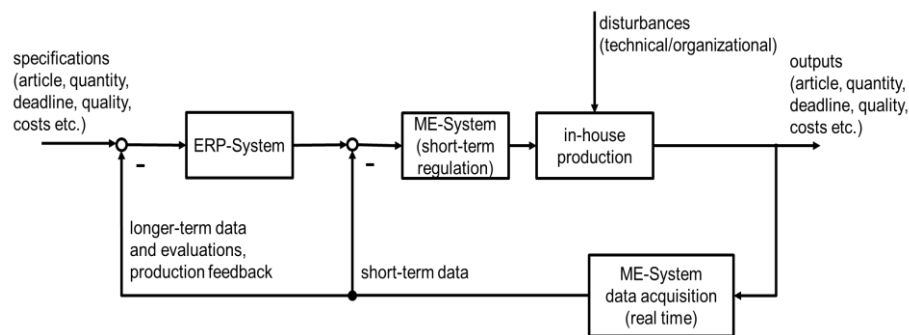 specifications
(article, quantity,
deadline, quality,
costs etc.)
-
ERP-System
-
ME-System
(short-term
regulation)
disturbances
(technical/organizational)
in-house
production
outputs
(article, quantity,
deadline, quality,
costs etc.)
longer-term data
and evaluations,
production feedback
short-term data
ME-System
data acquisition
(real time)